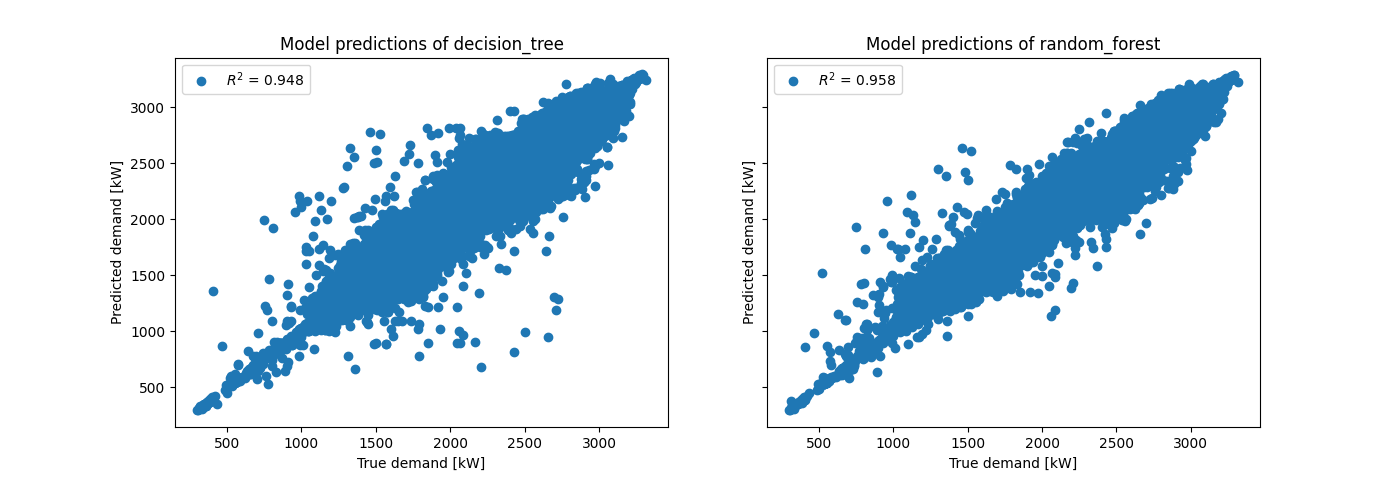 Model predictions of decision_tree
R² = 0.948
3000
2500
2000
1500
1000
500
Predicted demand [kW]
500 1000 1500 2000 2500 3000
True demand [kW]
Model predictions of random_forest
R² = 0.958
Predicted demand [kW]
500 1000 1500 2000 2500 3000
True demand [kW]